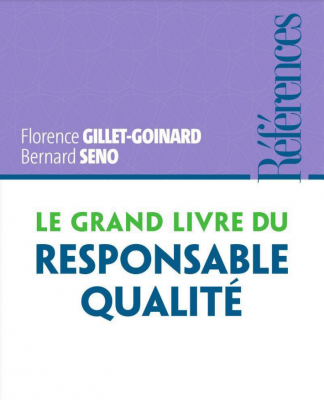 Références
Florence GILLET-GOINARD
Bernard SENO
LE GRAND LIVRE DU
RESPONSABLE
QUALITÉ